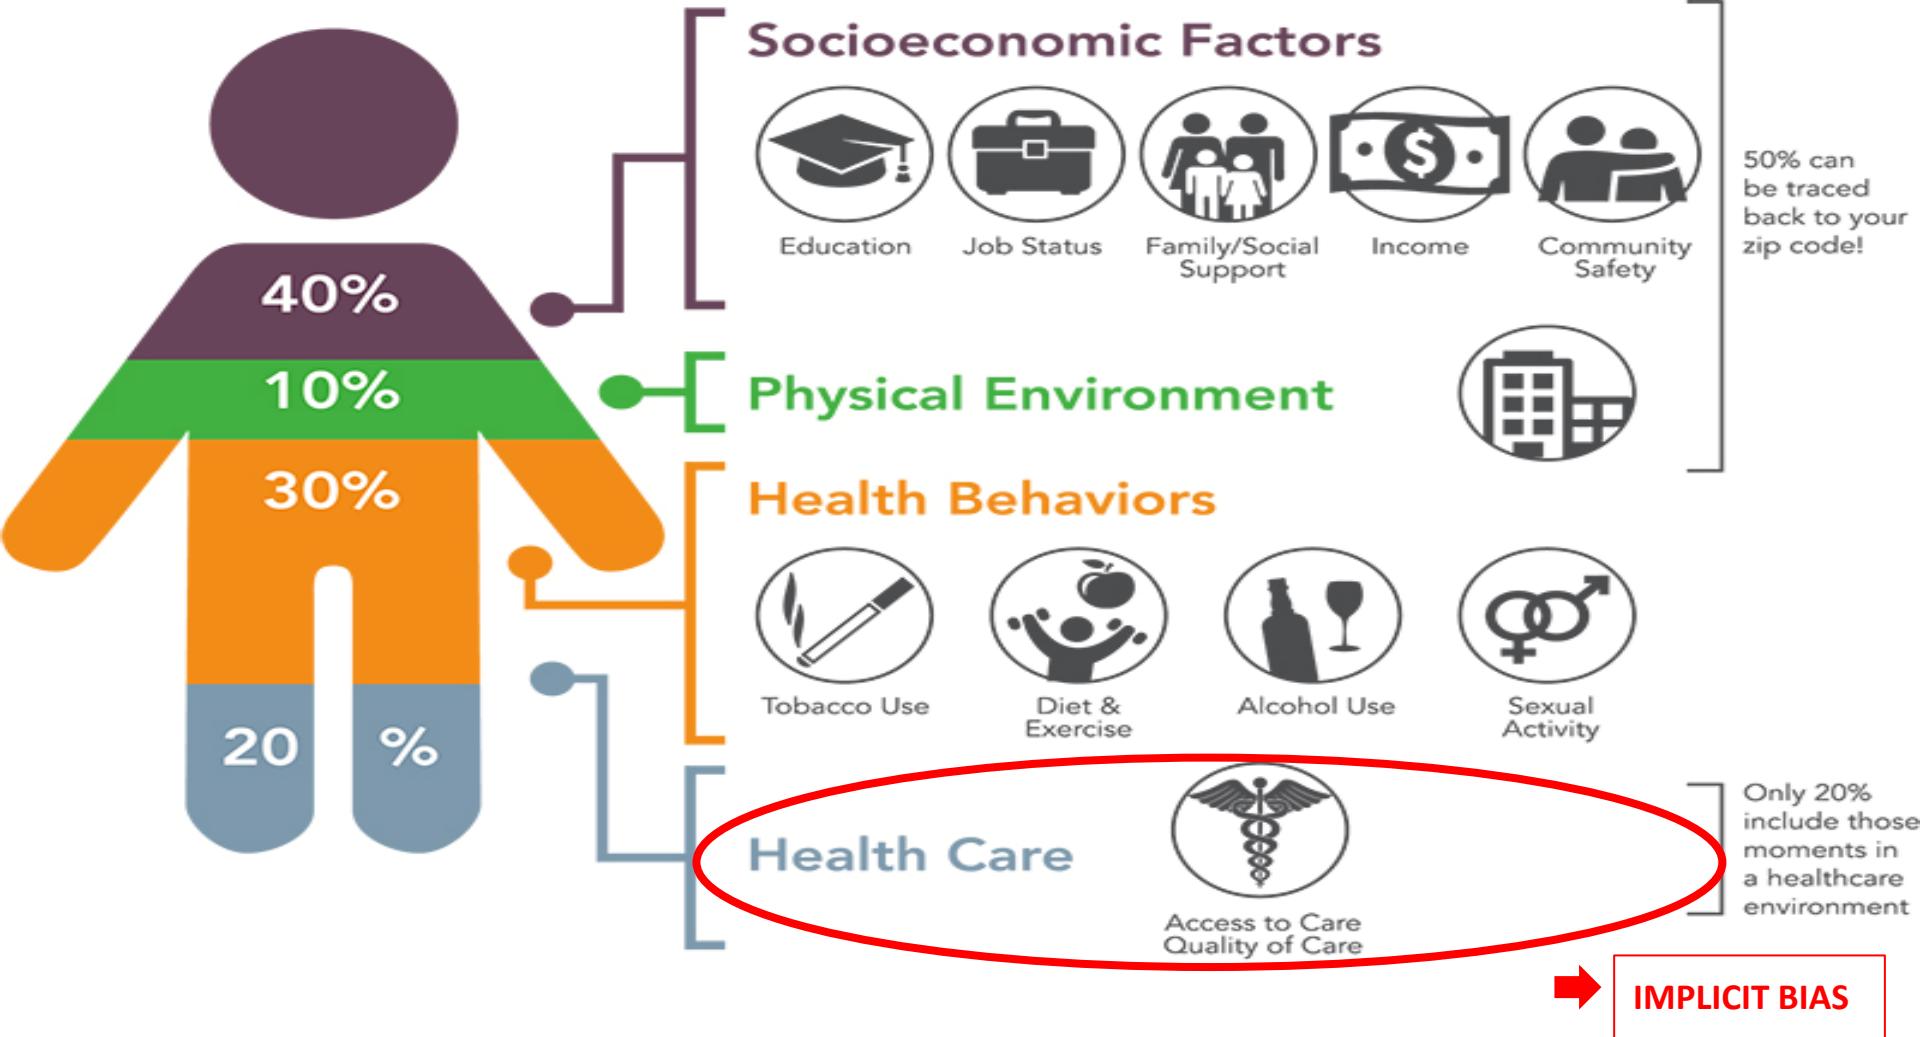 Socioeconomic Factors
$
Education
Job Status
Family/Social
Support
Income
Community
Safety
50% can
be traced
back to your
zip code!
40%
10%
Physical Environment
30%
Health Behaviors
Tobacco Use
Diet &
Exercise
Alcohol Use
Sexual
Activity
20 %
Health Care
Access to Care
Quality of Care
Only 20%
include those
moments in
a healthcare
environment
IMPLICIT BIAS